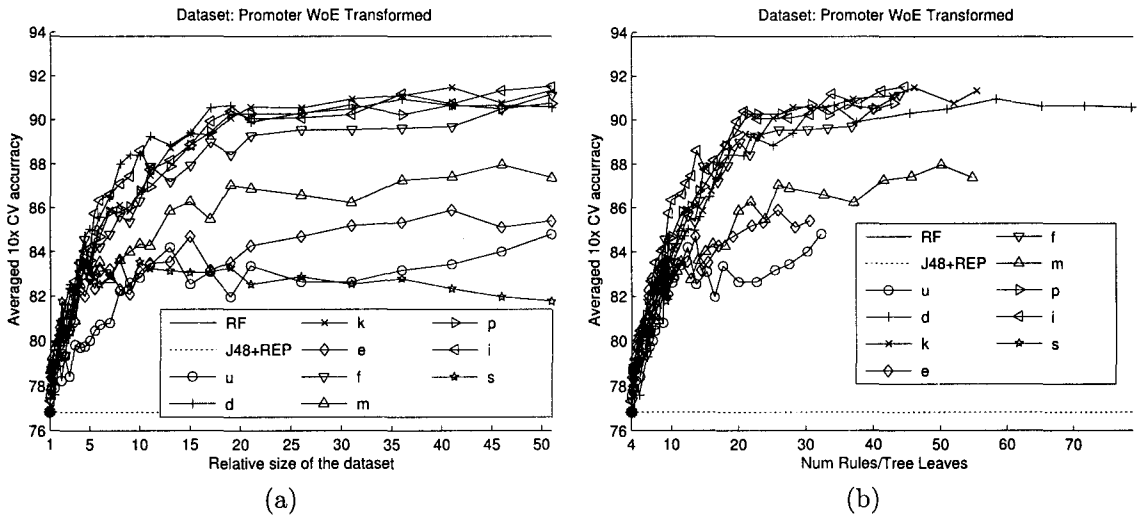 Dataset: Promoter WoE Transformed
94
92
90
88
86
84
82
80
78
76
Averaged 10x CV accurracy
1
5
10
15
20
25
30
35
40
45
50
Relative size of the dataset
RF
J48+REP
u
d
k
e
f
m
p
i
s
(a)
Dataset: Promoter WoE Transformed
94
92
90
88
86
84
82
80
78
76
Averaged 10x CV accurracy
4
10
20
30
40
50
60
70
Num Rules/Tree Leaves
RF
J48+REP
u
d
k
e
f
m
p
i
s
(b)